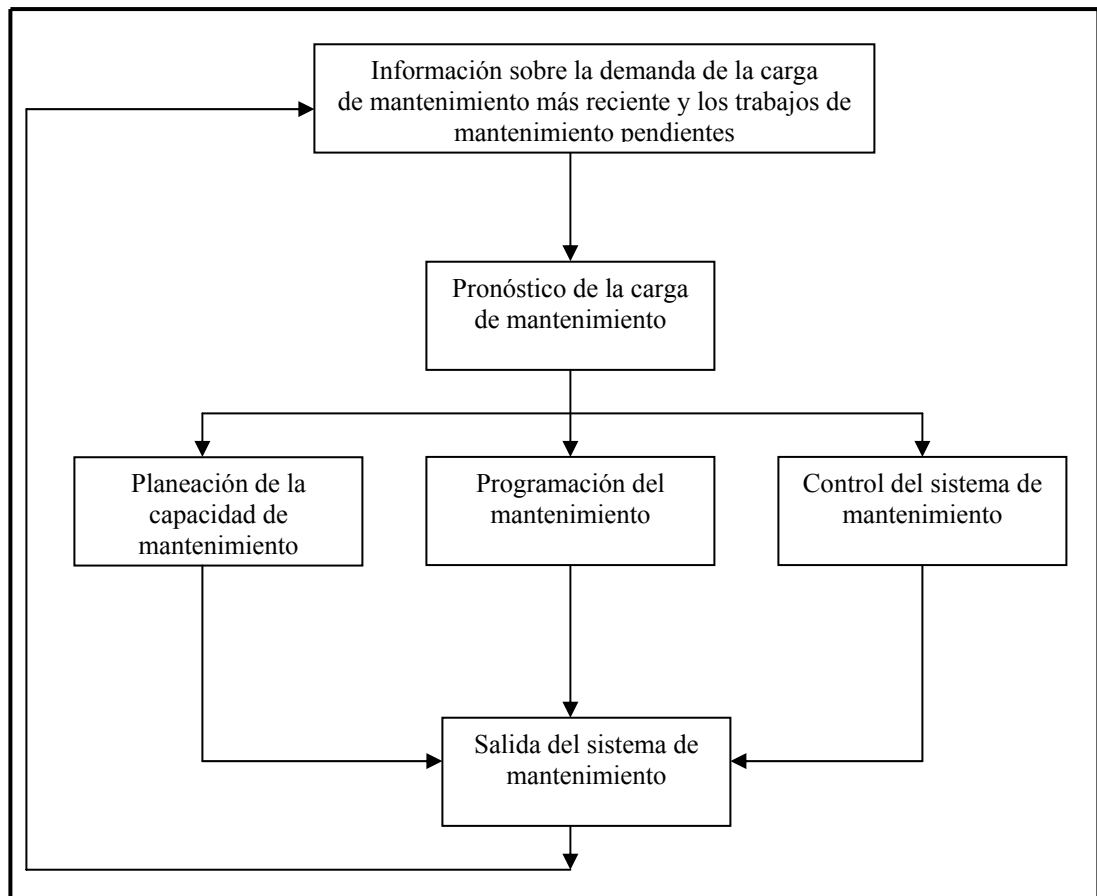 Información sobre la demanda de la carga
de mantenimiento más reciente y los trabajos de
mantenimiento pendientes
Pronóstico de la carga
de mantenimiento
Planeación de la
capacidad de
mantenimiento
Programación del
mantenimiento
Control del sistema de
mantenimiento
Salida del sistema de
mantenimiento